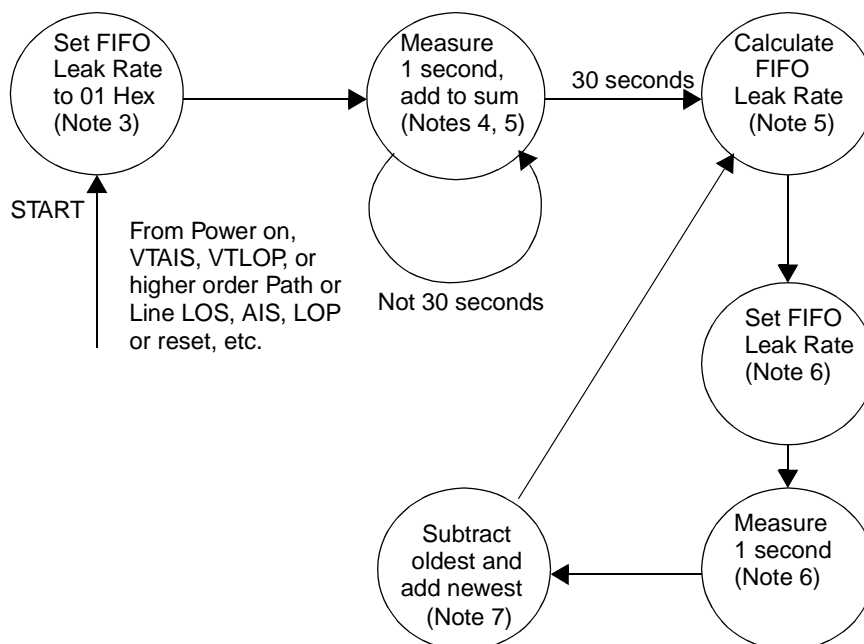 Set FIFO
Leak Rate
to 01 Hex
(Note 3)
Measure
1 second,
add to sum
(Notes 4, 5)
30 seconds
Calculate
FIFO
Leak Rate
(Note 5)
START
From Power on,
VTAIS, VTLOP, or
higher order Path or
Line LOS, AIS, LOP
or reset, etc.
Not 30 seconds
Set FIFO
Leak Rate
(Note 6)
Measure
1 second
(Note 6)
Subtract
oldest and
add newest
(Note 7)